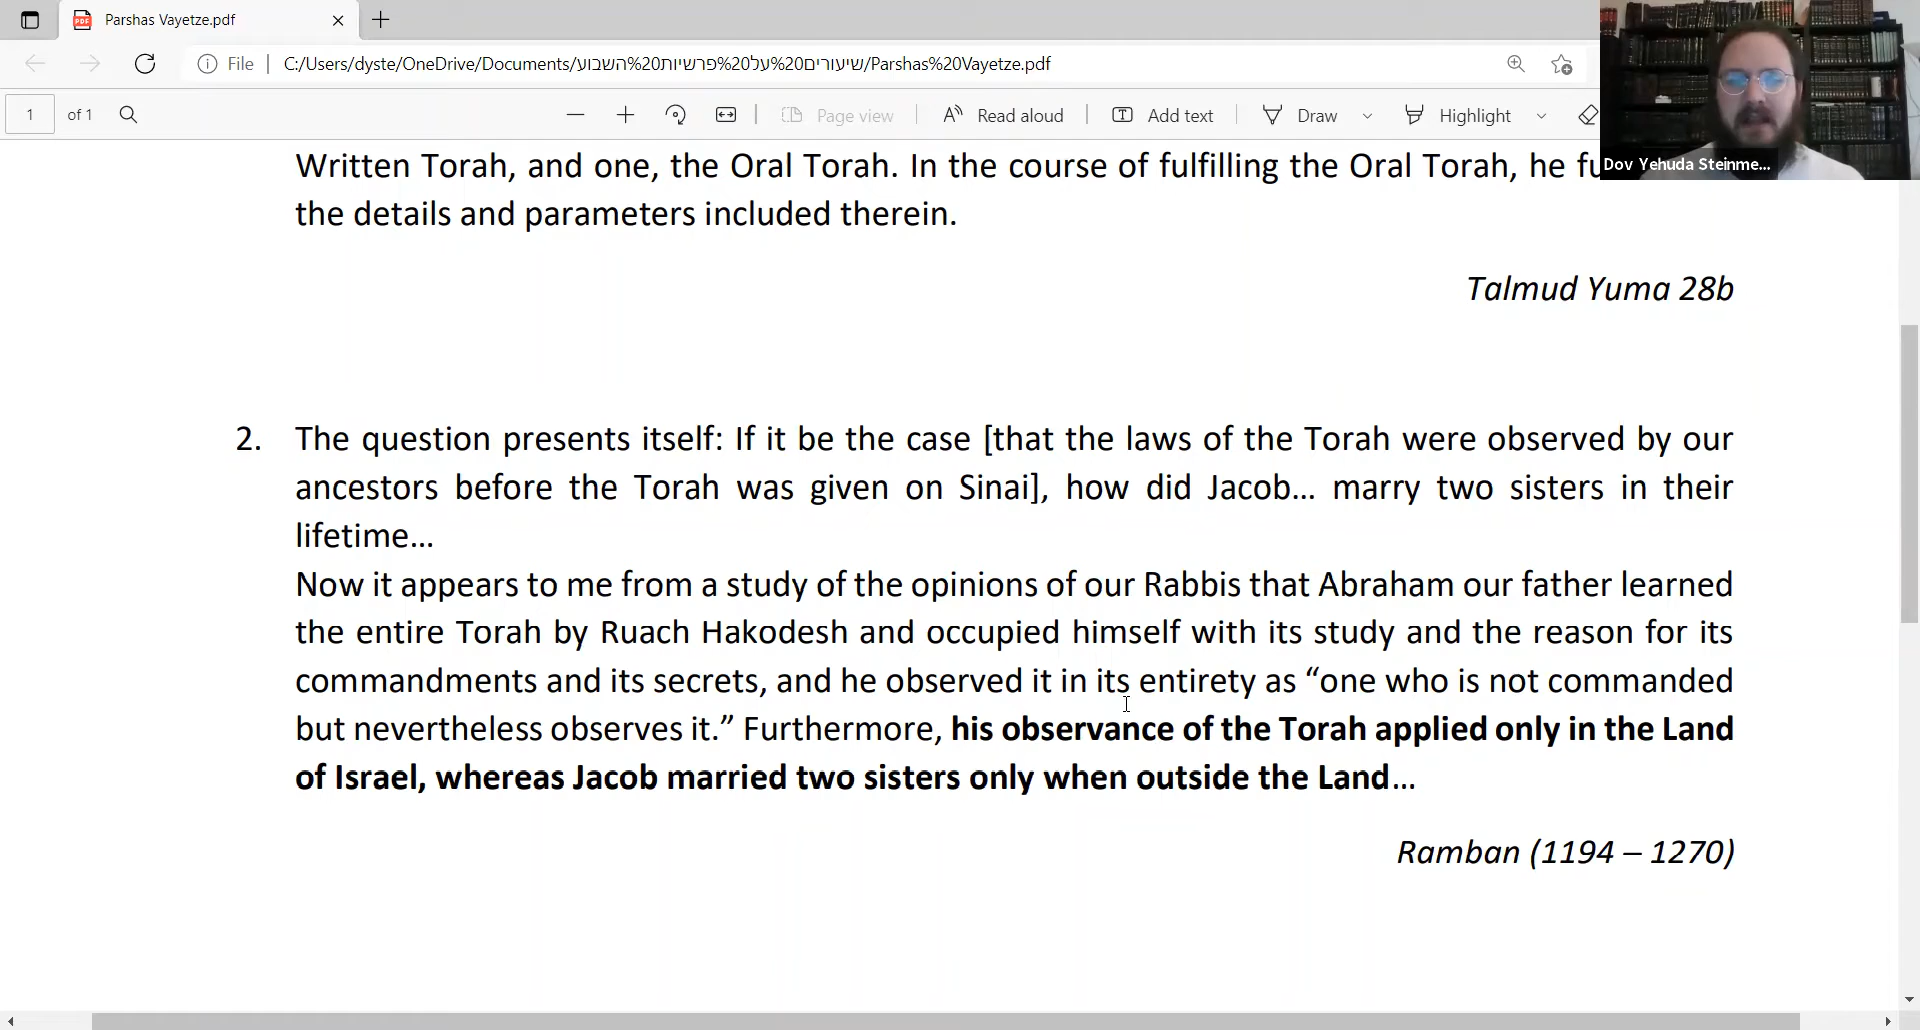 Parshas Vayetze.pdf
File C:/Users/dyste/OneDrive/Documents/שיעורים%20על%20פרשיות%20השבוע/Parshas%20Vayetze.pdf
1 of 1 Page view Read aloud Add text Draw Highlight
Dov Yehuda Steinme...
Written Torah, and one, the Oral Torah. In the course of fulfilling the Oral Torah, he
the details and parameters included therein.
Talmud Yuma 28b
2. The question presents itself: If it be the case [that the laws of the Torah were observed by our
ancestors before the Torah was given on Sinai], how did Jacob... marry two sisters in their
lifetime...
Now it appears to me from a study of the opinions of our Rabbis that Abraham our father learned
the entire Torah by Ruach Hakodesh and occupied himself with its study and the reason for its
commandments and its secrets, and he observed it in its entirety as “one who is not commanded
but nevertheless observes it.” Furthermore, his observance of the Torah applied only in the Land
of Israel, whereas Jacob married two sisters only when outside the Land...
Ramban (1194 – 1270)